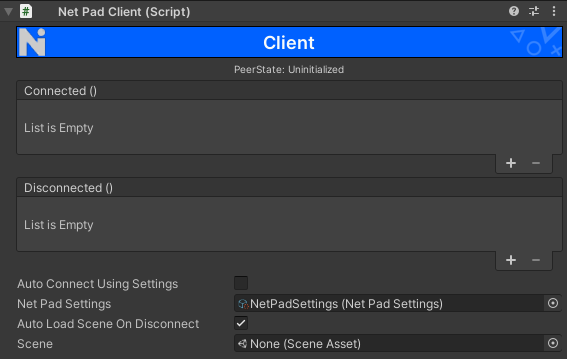 Net Pad Client (Script)
Client
PeerState: Uninitialized
Connected ()
List is Empty
Disconnected ()
List is Empty
Auto Connect Using Settings
Net Pad Settings NetPadSettings (Net Pad Settings)
Auto Load Scene On Disconnect
Scene None (Scene Asset)